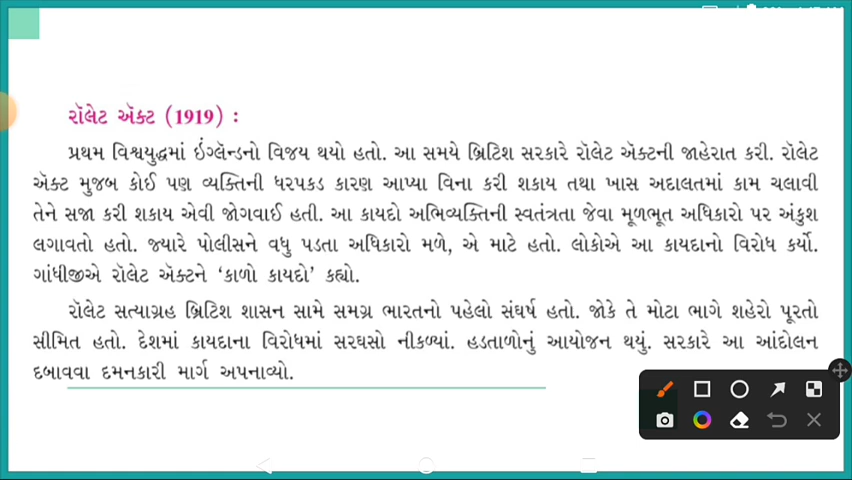 રૉલેટ ઍક્ટ (1919) :
પ્રથમ વિશ્વયુદ્ધમાં ઇંગ્લૅન્ડનો વિજય થયો હતો. આ સમયે બ્રિટિશ સરકારે રૉલેટ ઍક્ટની જાહેરાત કરી. રૉલેટ
ઍક્ટ મુજબ કોઈ પણ વ્યક્તિની ધરપકડ કારણ આપ્યા વિના કરી શકાય તથા ખાસ અદાલતમાં કામ ચલાવી
તેને સજા કરી શકાય એવી જોગવાઈ હતી. આ કાયદો અભિવ્યક્તિની સ્વતંત્રતા જેવા મૂળભૂત અધિકારો પર અંકુશ
લગાવતો હતો. જ્યારે પોલીસને વધુ પડતા અધિકારો મળે, એ માટે હતો. લોકોએ આ કાયદાનો વિરોધ કર્યો.
ગાંધીજીએ રૉલેટ ઍક્ટને ‘કાળો કાયદો’ કહ્યો.
રૉલેટ સત્યાગ્રહ બ્રિટિશ શાસન સામે સમગ્ર ભારતનો પહેલો સંઘર્ષ હતો. જોકે તે મોટા ભાગે શહેરો પૂરતો
સીમિત હતો. દેશમાં કાયદાના વિરોધમાં સરઘસો નીકળ્યાં. હડતાળોનું આયોજન થયું. સરકારે આ આંદોલન
દબાવવા દમનકારી માર્ગ અપનાવ્યો.